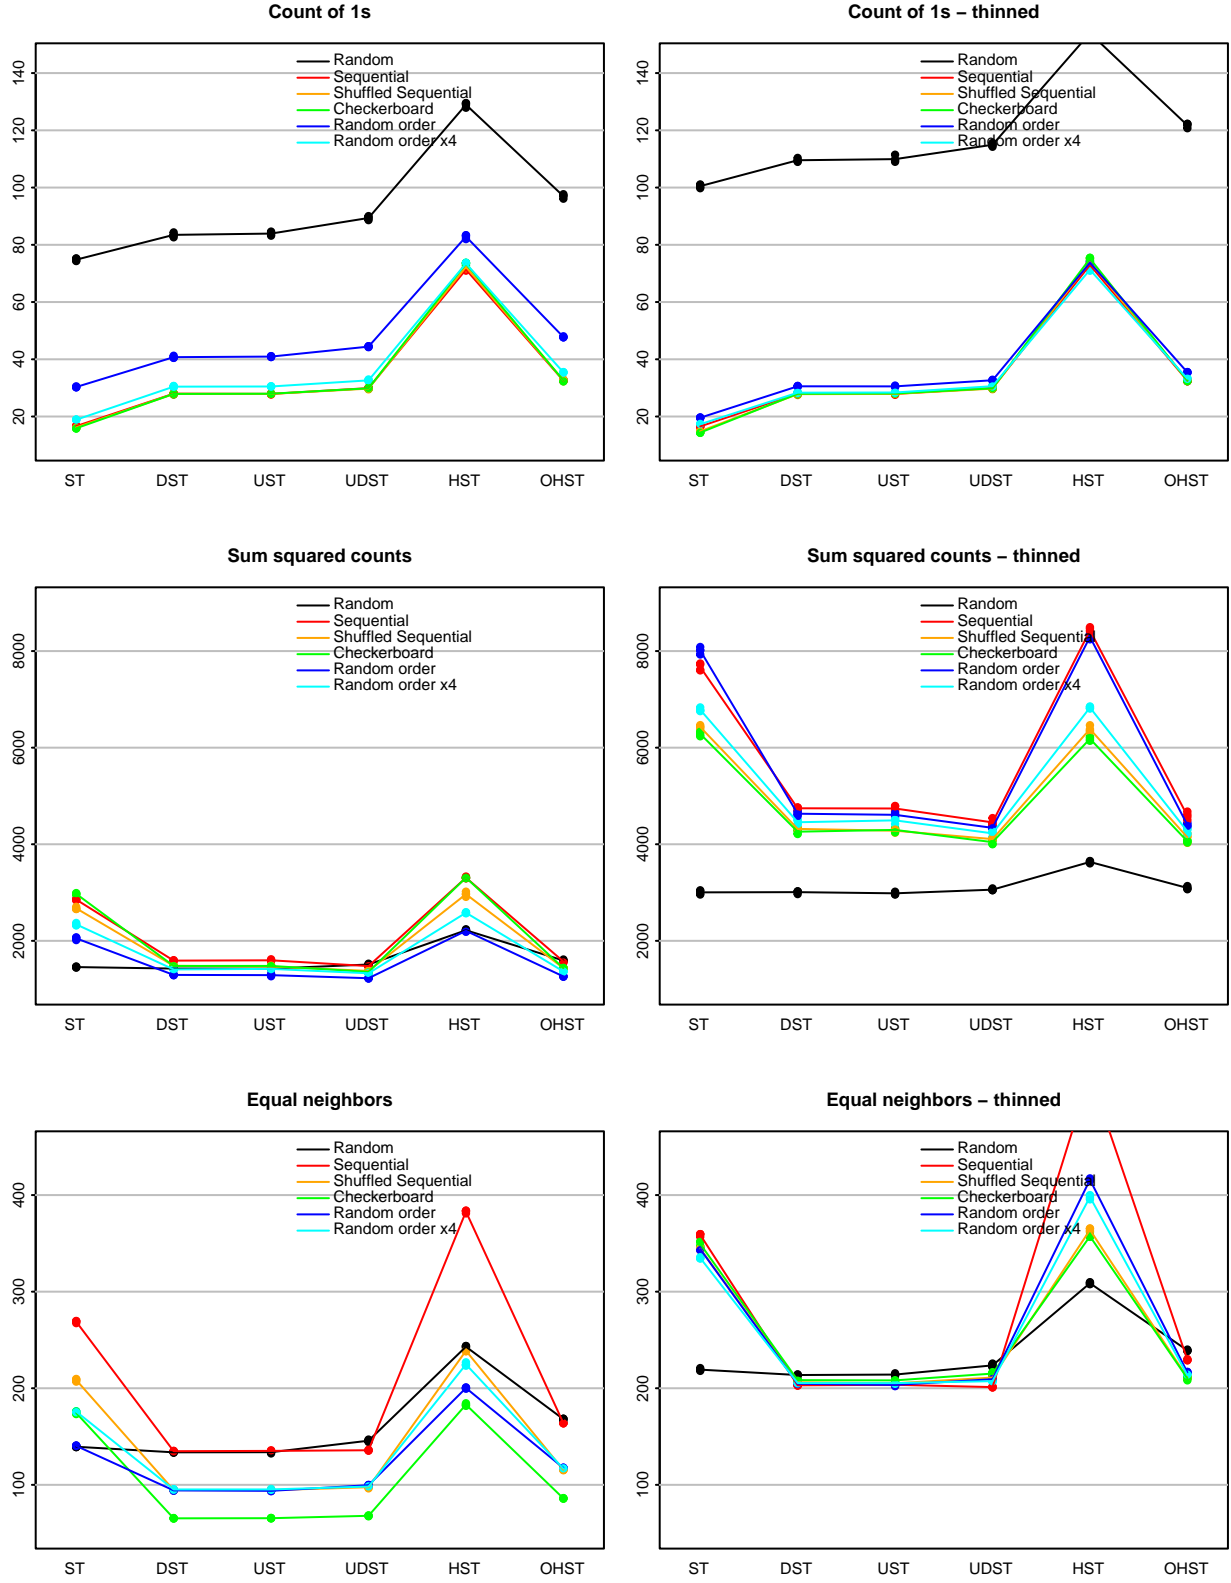 Count of 1s
Random
Sequential
Shuffled Sequential
Checkerboard
Random order
Random order x4
140
120
100
80
60
40
20
ST DST UST UDST HST OHST
Count of 1s – thinned
Random
Sequential
Shuffled Sequential
Checkerboard
Random order
Random order x4
140
120
100
80
60
40
20
ST DST UST UDST HST OHST
Sum squared counts
Random
Sequential
Shuffled Sequential
Checkerboard
Random order
Random order x4
8000
6000
4000
2000
ST DST UST UDST HST OHST
Sum squared counts – thinned
Random
Sequential
Shuffled Sequential
Checkerboard
Random order
Random order x4
8000
6000
4000
2000
ST DST UST UDST HST OHST
Equal neighbors
Random
Sequential
Shuffled Sequential
Checkerboard
Random order
Random order x4
400
300
200
100
ST DST UST UDST HST OHST
Equal neighbors – thinned
Random
Sequential
Shuffled Sequential
Checkerboard
Random order
Random order x4
400
300
200
100
ST DST UST UDST HST OHST